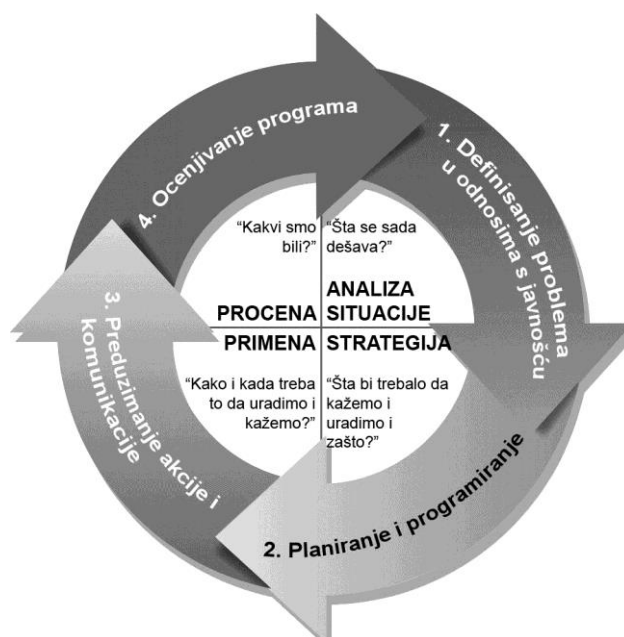 4. Ocenjivanje programa
1. Definisanje problema
u odnosima s javnošću
"Kakvi smo
bili?"
"Šta se sada
dešava?"
PROCENA
ANALIZA
SITUACIJE
PRIMENA
STRATEGIJA
"Kako i kada treba
to da uradimo i
kažemo?"
"Šta bi trebalo da
kažemo i
uradimo i
zašto?"
3. Preduzimanje akcije i
komunikacije
2. Planiranje i programiranje